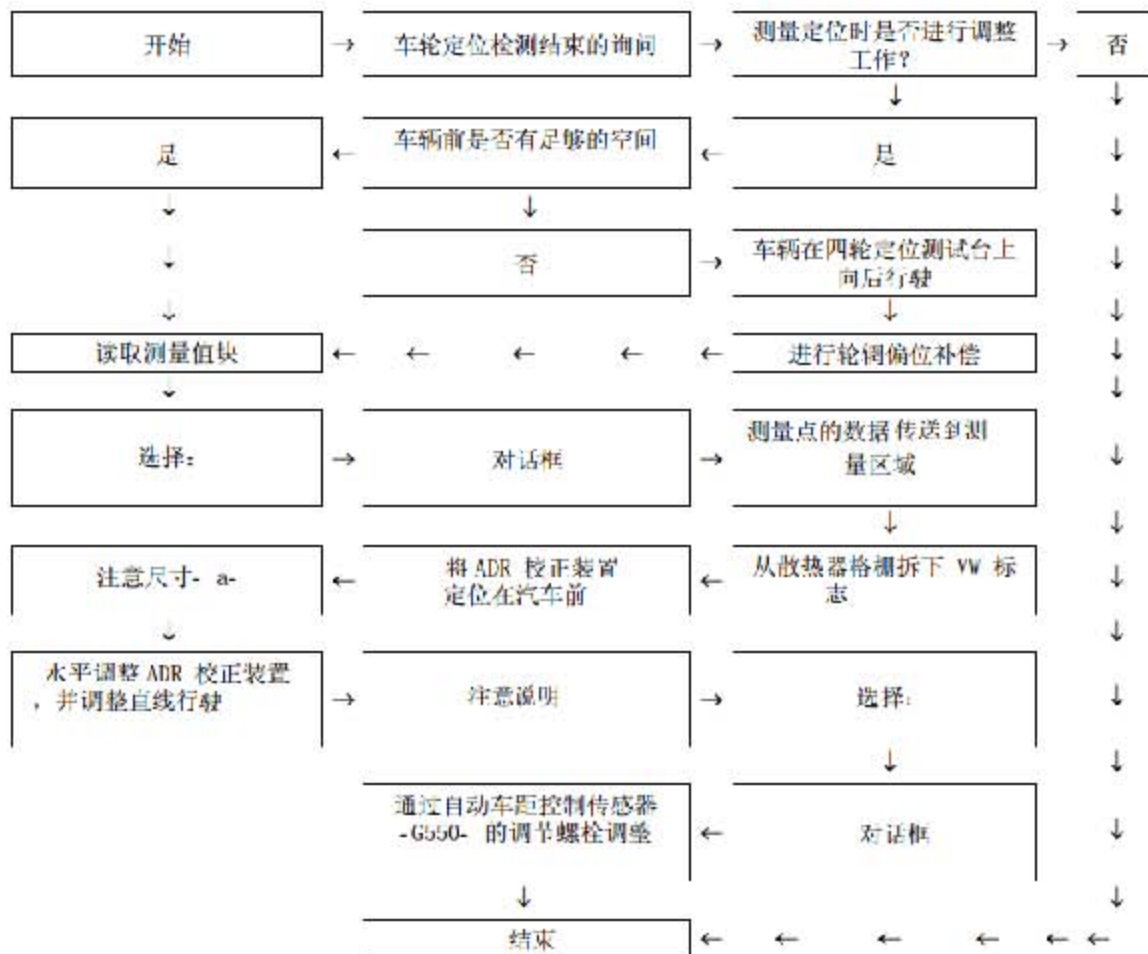 开始
→
车轮定位检测结束的询问
→
测量定位时是否进行调整
工作?
→
否
↓
↓
是
←
车辆前是否有足够的空间
←
是
↓
↓
↓
↓
↓
否
→
车辆在四轮定位测试台上
向后行驶
↓
↓
↓
↓
↓
读取测量值块
← ← ← ← ←
进行轮辋偏位补偿
↓
↓
↓
选择:
→
对话框
→
测量点的数据传送到测
量区域
↓
↓
↓
注意尺寸- a-
←
将 ADR 校正装置
定位在汽车前
←
从散热器格栅拆下 VW 标
志
↓
↓
↓
水平调整 ADR 校正装置
,并调整直线行驶
→
注意说明
→
选择:
↓
↓
↓
通过自动车距控制传感器
-G550- 的调节螺栓调整
←
对话框
↓
↓
↓
结束
← ← ← ← ← ←